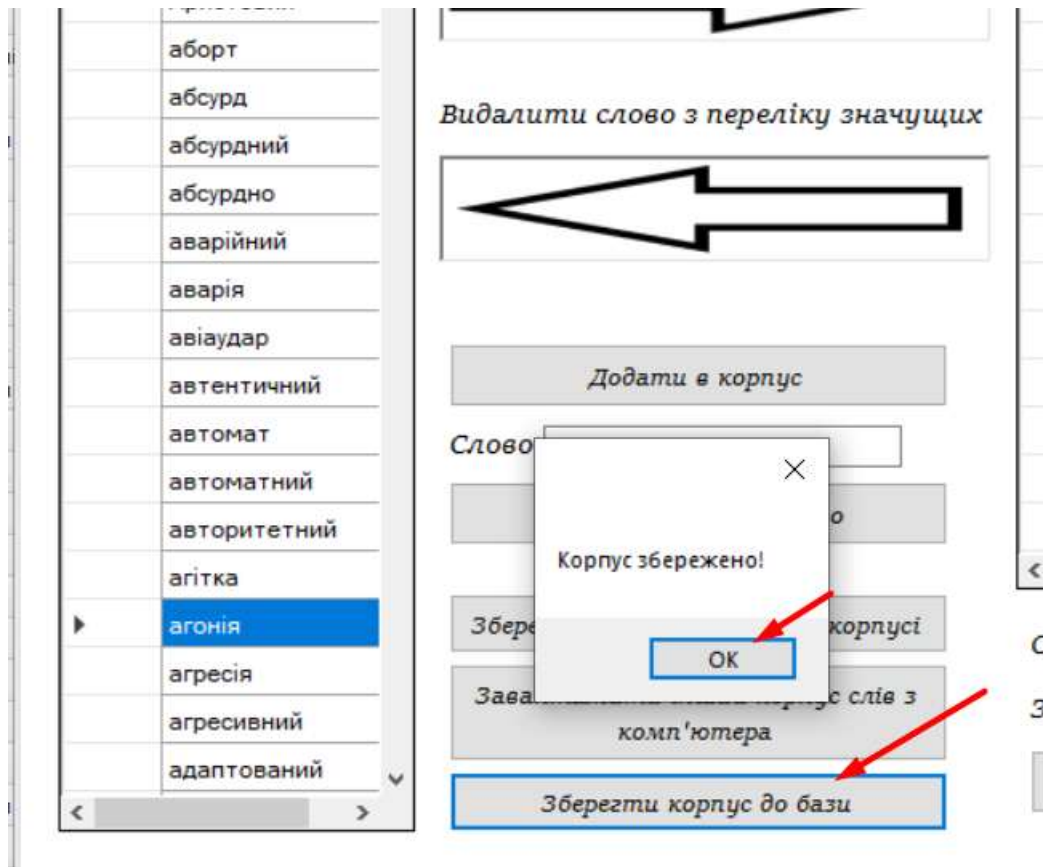 аборт
абсурд
абсурдний
абсурдно
аварійний
аварія
авіаудар
автентичний
автомат
автоматний
авторитетний
агітка
агонія
агресія
агресивний
адаптований
Видалити слово з переліку значущих
Додати в корпус
Слово
Корпус збережено!
OK
корпусі
слів з
комп'ютера
Зберегти корпус до бази